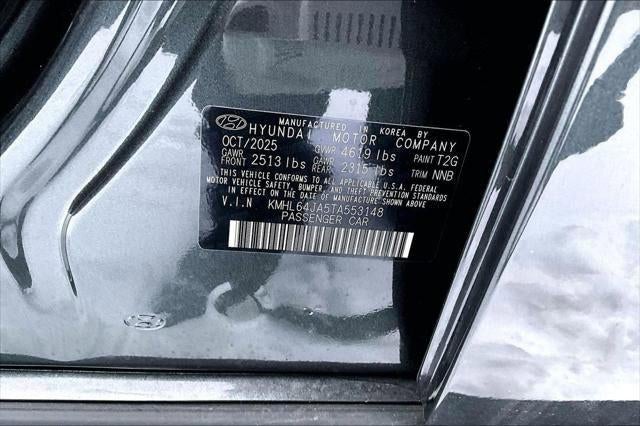 MANUFACTURED IN KOREA BY
HYUNDAI MOTOR COMPANY
OCT/2025 GVWR 4619 lbs PAINT T2G
GAWR FRONT 2513 lbs GAWR REAR 2315 lbs TRIM NNB
THIS VEHICLE CONFORMS TO ALL APPLICABLE U.S.A. FEDERAL
MOTOR VEHICLE SAFETY, BUMPER, AND THEFT PREVENTION STANDARDS
IN EFFECT ON THE DATE OF MANUFACTURE SHOWN ABOVE
V.I.N KMHL64JA5TA553148
PASSENGER CAR